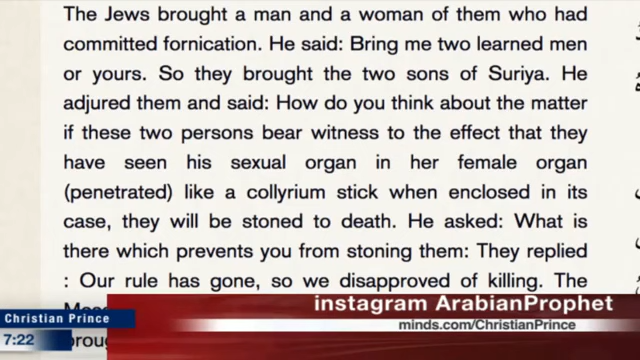 The Jews brought a man and a woman of them who had
committed fornication. He said: Bring me two learned men
or yours. So they brought the two sons of Suriya. He
adjured them and said: How do you think about the matter
if these two persons bear witness to the effect that they
have seen his sexual organ in her female organ
(penetrated) like a collyrium stick when enclosed in its
case, they will be stoned to death. He asked: What is
there which prevents you from stoning them: They replied
: Our rule has gone, so we disapproved of killing. The
instagram ArabianProphet
Christian Prince
minds.com/ChristianPrince
7:22